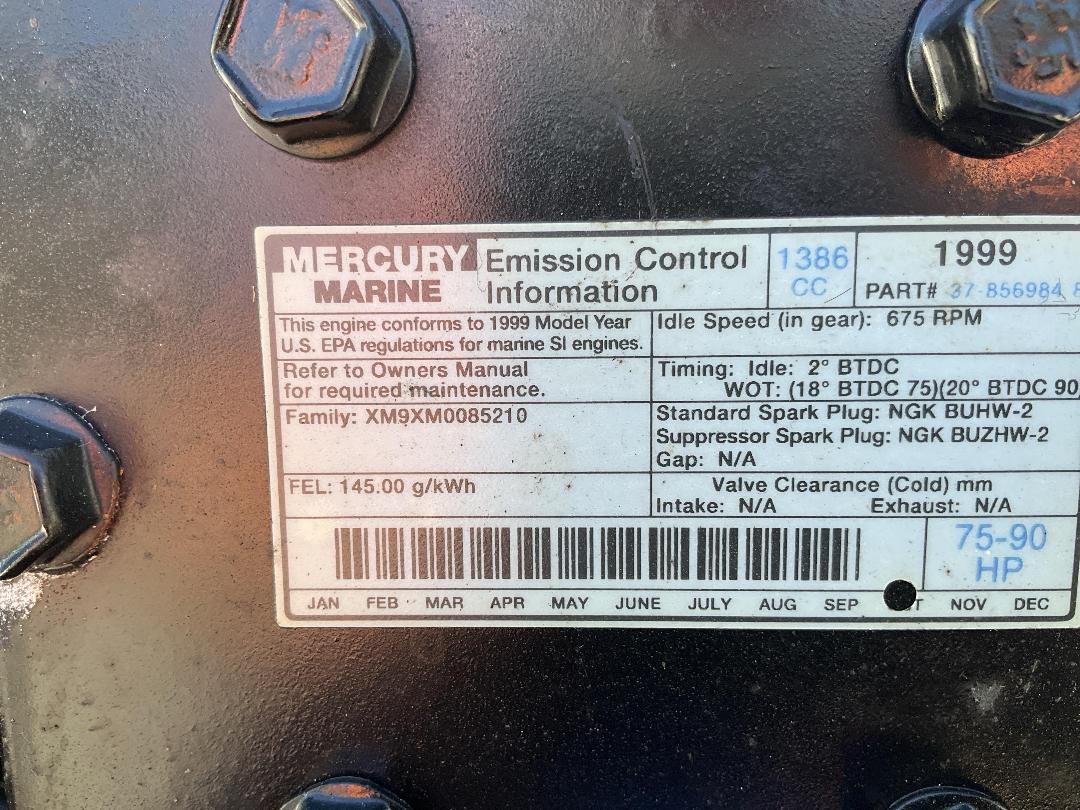 MERCURY MARINE
Emission Control Information
1386 CC
1999
PART# 37-856984
This engine conforms to 1999 Model Year
U.S. EPA regulations for marine SI engines.
Idle Speed (in gear): 675 RPM
Refer to Owners Manual
for required maintenance.
Timing: Idle: 2° BTDC
WOT: (18° BTDC 75)(20° BTDC 90)
Family: XM9XM0085210
Standard Spark Plug: NGK BUHW-2
Suppressor Spark Plug: NGK BUZHW-2
Gap: N/A
FEL: 145.00 g/kWh
Valve Clearance (Cold) mm
Intake: N/A Exhaust: N/A
75-90
HP
JAN FEB MAR APR MAY JUNE JULY AUG SEP NOV DEC